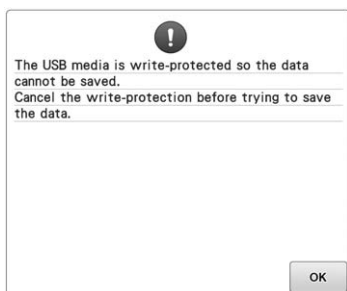 The USB media is write-protected so the data
cannot be saved.
Cancel the write-protection before trying to save
the data.
OK